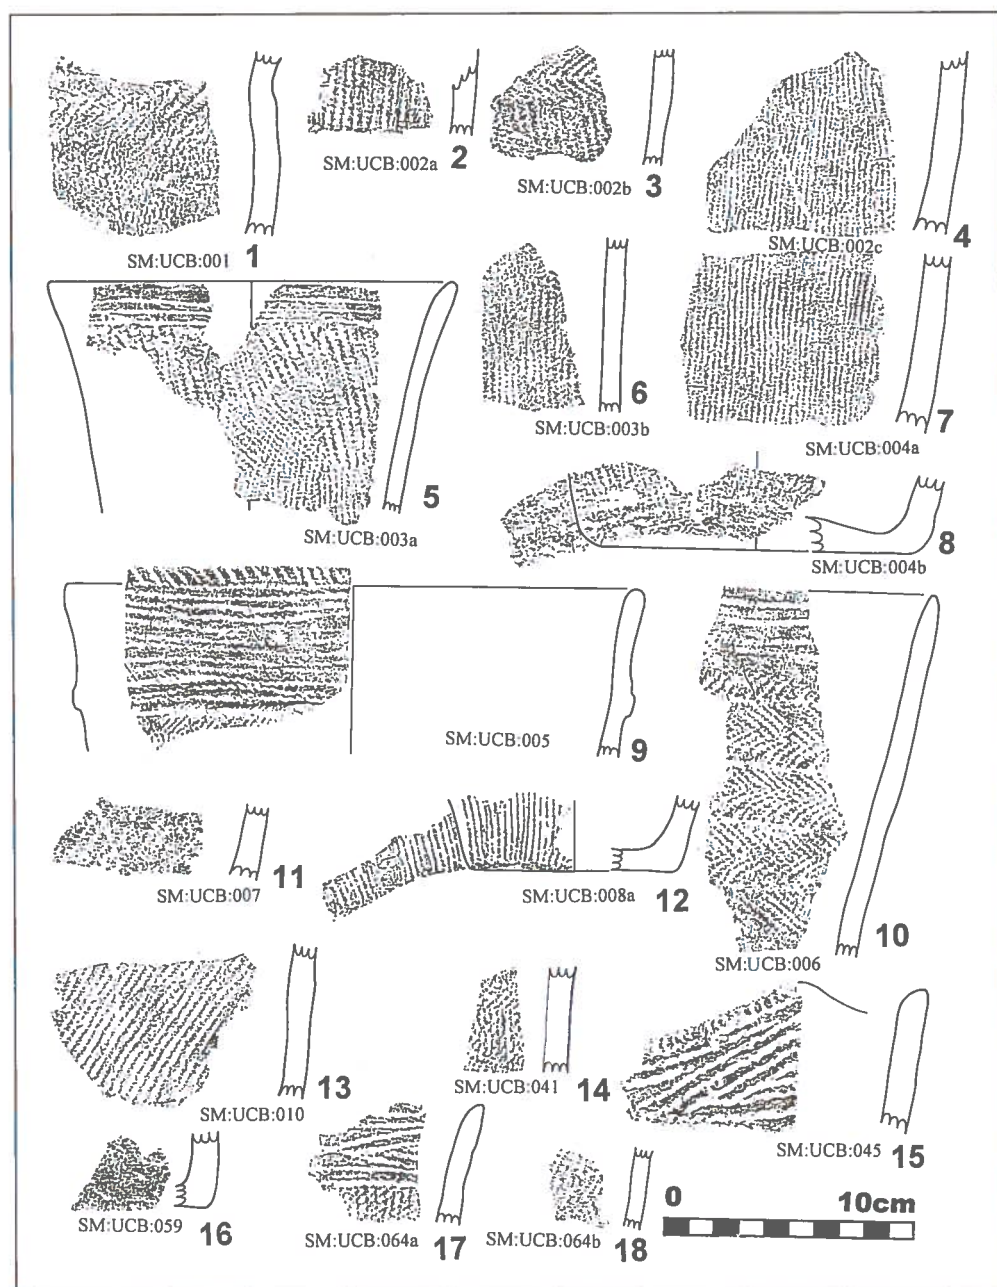 SM:UCB:001 1
SM:UCB:002a 2
SM:UCB:002b 3
SM:UCB:002c 4
SM:UCB:003a 5
SM:UCB:003b 6
SM:UCB:004a 7
SM:UCB:004b 8
SM:UCB:005 9
SM:UCB:006 10
SM:UCB:007 11
SM:UCB:008a 12
SM:UCB:010 13
SM:UCB:041 14
SM:UCB:045 15
SM:UCB:059 16
SM:UCB:064a 17
SM:UCB:064b 18
0 10cm